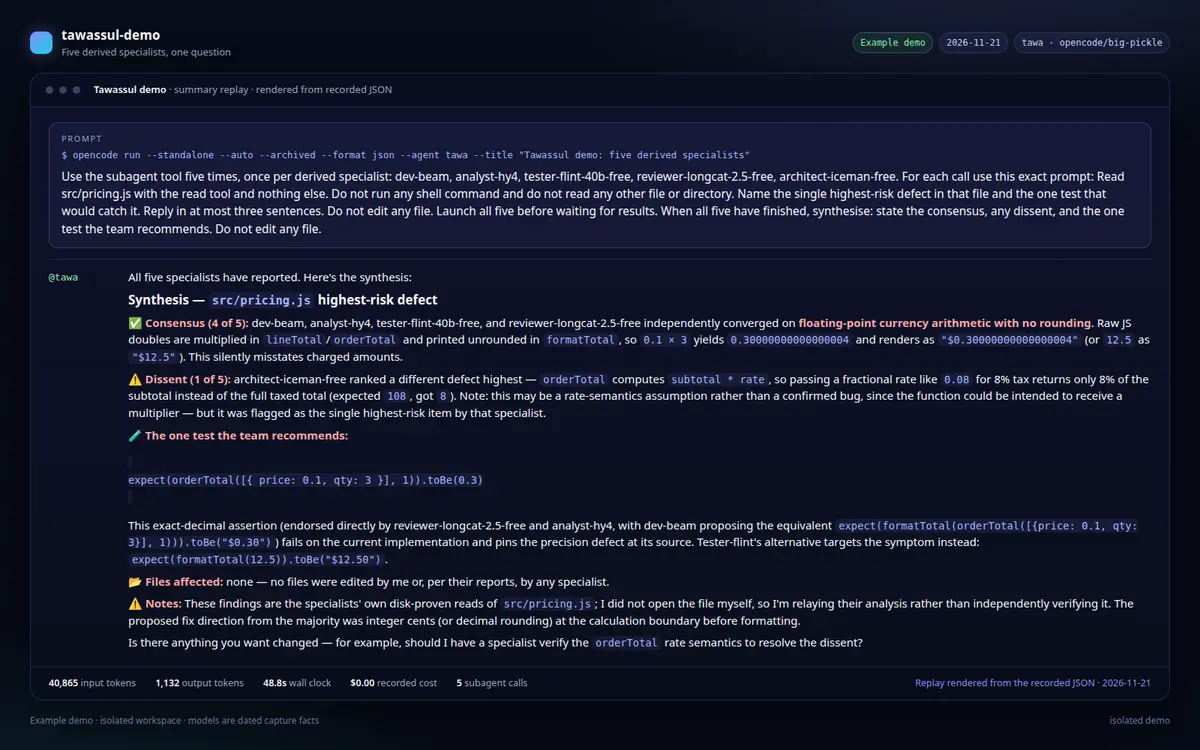 tawassul-demo
Five derived specialists, one question
Example demo
2026-11-21
tawa · opencode/big-pickle
Tawassul demo · summary replay · rendered from recorded JSON
PROMPT
$ opencode run --standalone --auto --archived --format json --agent tawa --title "Tawassul demo: five derived specialists"
Use the subagent tool five times, once per derived specialist: dev-beam, analyst-hy4, tester-flint-40b-free, reviewer-longcat-2.5-free, architect-iceman-free. For each call use this exact prompt: Read
src/pricing.js with the read tool and nothing else. Do not run any shell command and do not read any other file or directory. Name the single highest-risk defect in that file and the one test that
would catch it. Reply in at most three sentences. Do not edit any file. Launch all five before waiting for results. When all five have finished, synthesise: state the consensus, any dissent, and the one
test the team recommends. Do not edit any file.
@tawa
All five specialists have reported. Here's the synthesis:
Synthesis — src/pricing.js highest-risk defect
✅ Consensus (4 of 5): dev-beam, analyst-hy4, tester-flint-40b-free, and reviewer-longcat-2.5-free independently converged on floating-point currency arithmetic with no rounding. Raw JS
doubles are multiplied in lineTotal / orderTotal and printed unrounded in formatTotal, so 0.1 × 3 yields 0.30000000000000004 and renders as "$0.30000000000000004" (or 12.5 as
"$12.5" ). This silently misstates charged amounts.
⚠️ Dissent (1 of 5): architect-iceman-free ranked a different defect highest — orderTotal computes subtotal * rate, so passing a fractional rate like 0.08 for 8% tax returns only 8% of the
subtotal instead of the full taxed total (expected 108, got 8 ). Note: this may be a rate-semantics assumption rather than a confirmed bug, since the function could be intended to receive a
multiplier — but it was flagged as the single highest-risk item by that specialist.
🧪 The one test the team recommends:
expect(orderTotal([{ price: 0.1, qty: 3 }], 1)).toBe(0.3)
This exact-decimal assertion (endorsed directly by reviewer-longcat-2.5-free and analyst-hy4, with dev-beam proposing the equivalent expect(formatTotal(orderTotal([{price: 0.1, qty:
3}], 1))).toBe("$0.30") ) fails on the current implementation and pins the precision defect at its source. Tester-flint's alternative targets the symptom instead:
expect(formatTotal(12.5)).toBe("$12.50") .
📂 Files affected: none — no files were edited by me or, per their reports, by any specialist.
⚠️ Notes: These findings are the specialists' own disk-proven reads of src/pricing.js ; I did not open the file myself, so I'm relaying their analysis rather than independently verifying it. The
proposed fix direction from the majority was integer cents (or decimal rounding) at the calculation boundary before formatting.
Is there anything you want changed — for example, should I have a specialist verify the orderTotal rate semantics to resolve the dissent?
40,865 input tokens
1,132 output tokens
48.8s wall clock
$0.00 recorded cost
5 subagent calls
Replay rendered from the recorded JSON · 2026-11-21
Example demo · isolated workspace · models are dated capture facts
isolated demo